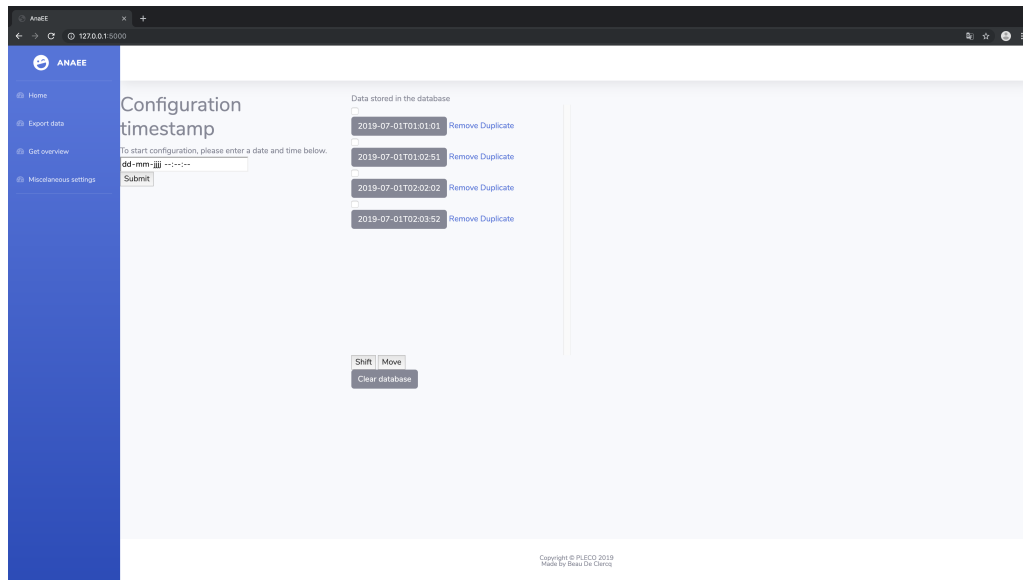 AnaEE
127.0.0.1:5000
ANAEE
Home
Export data
Get overview
Miscelaneous settings
Configuration
timestamp
To start configuration, please enter a date and time below.
dd-mm-jjjj --:--:--
Submit
Data stored in the database
2019-07-01T01:01:01 Remove Duplicate
2019-07-01T01:02:51 Remove Duplicate
2019-07-01T02:02:02 Remove Duplicate
2019-07-01T02:03:52 Remove Duplicate
Shift Move
Clear database
Copyright © PLECO 2019
Made by Beau De Clercq